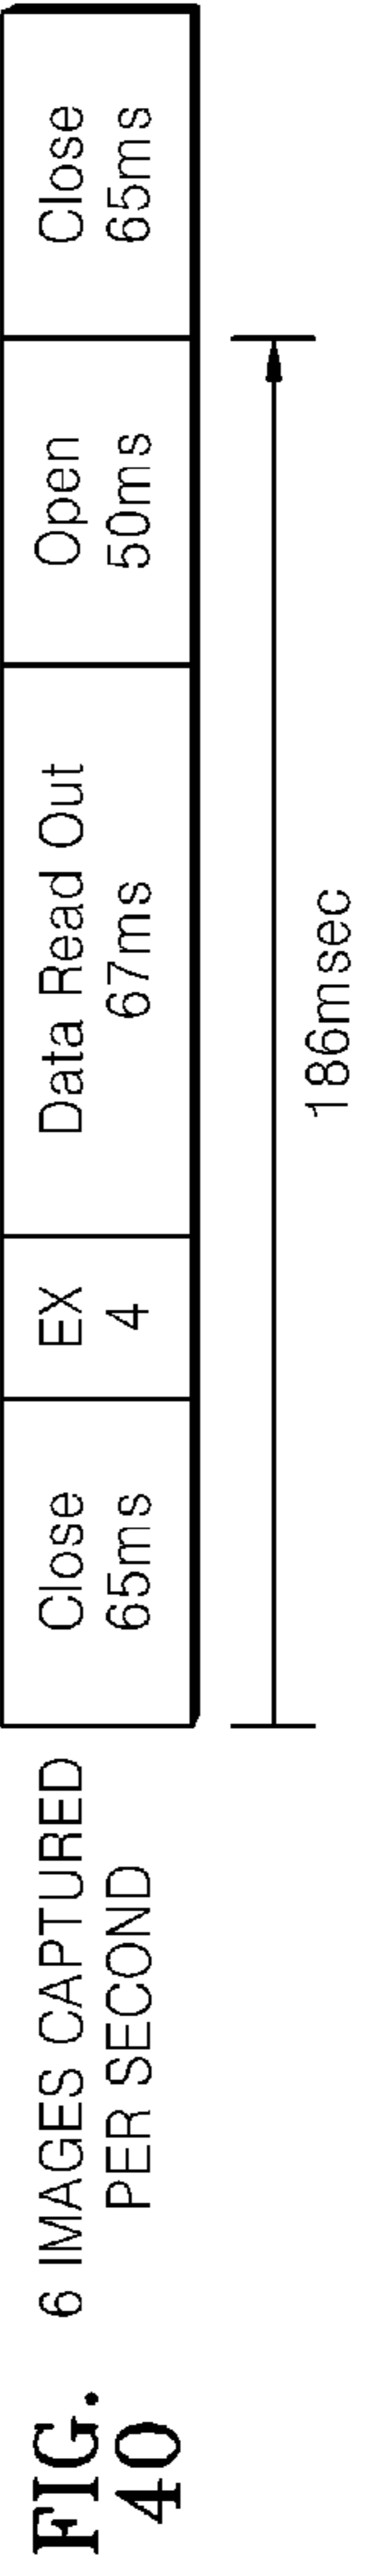 FIG.
40
6 IMAGES CAPTURED
PER SECOND
Close
65ms
EX
4
Data Read Out
67ms
Open
50ms
Close
65ms
186msec